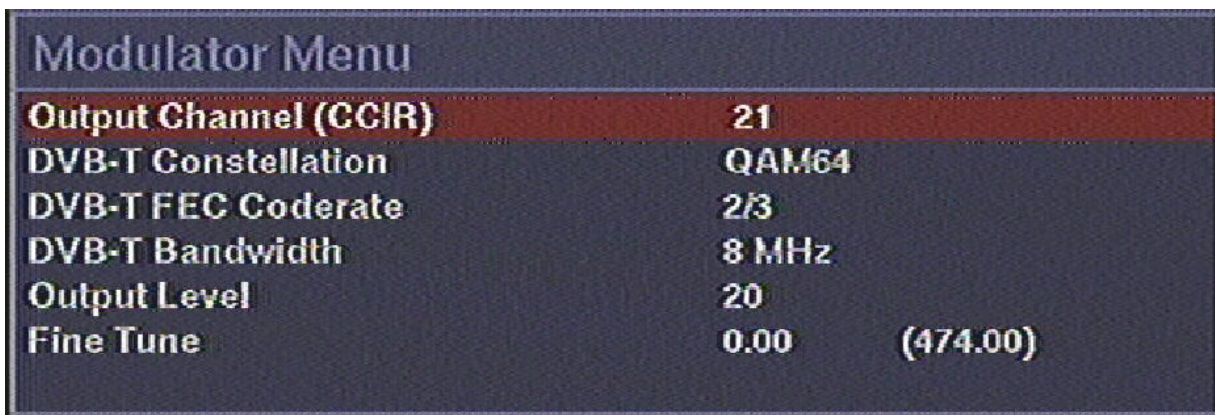 Modulator Menu
Output Channel (CCIR) 21
DVB-T Constellation QAM64
DVB-T FEC Coderate 2/3
DVB-T Bandwidth 8 MHz
Output Level 20
Fine Tune 0.00 (474.00)